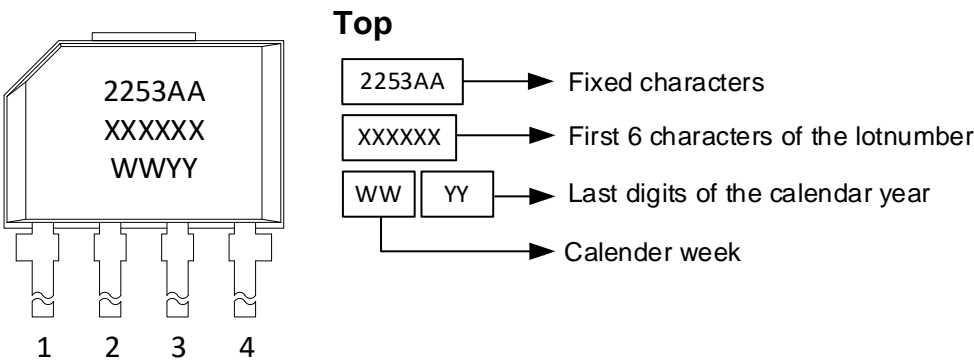 2253AA
XXXXXX
WWYY
1 2 3 4
Top
2253AA Fixed characters
XXXXXX First 6 characters of the lotnumber
WW YY Last digits of the calendar year
Calender week